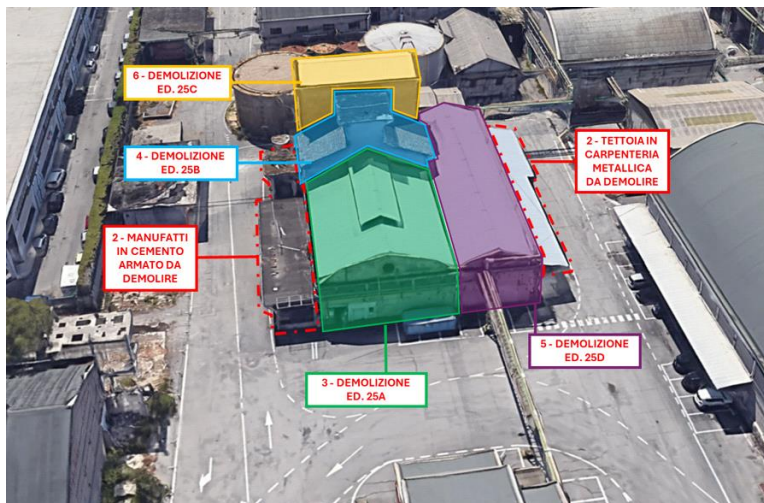 6 - DEMOLIZIONE
ED. 25C
4 - DEMOLIZIONE
ED. 25B
2 - TETTOIA IN
CARPENTERIA
METALLICA
DA DEMOLIRE
2 - MANUFATTI
IN CEMENTO
ARMATO DA
DEMOLIRE
5 - DEMOLIZIONE
ED. 25D
3 - DEMOLIZIONE
ED. 25A